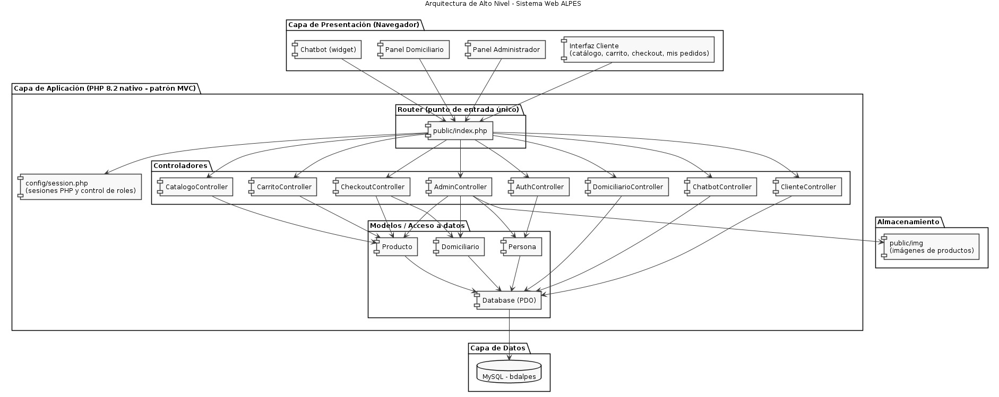 Arquitectura de Alto Nivel - Sistema Web ALPES
Capa de Presentación (Navegador)
Chatbot (widget)
Panel Domiciliario
Panel Administrador
Interfaz Cliente
(catálogo, carrito, checkout, mis pedidos)
Capa de Aplicación (PHP 8.2 nativo - patrón MVC)
Router (punto de entrada único)
public/index.php
config/session.php
(sesiones PHP y control de roles)
Controladores
CatalogoController
CarritoController
CheckoutController
AdminController
AuthController
DomiciliarioController
ChatbotController
ClienteController
Modelos / Acceso a datos
Producto
Domiciliario
Persona
Database (PDO)
Almacenamiento
public/img
(imágenes de productos)
Capa de Datos
MySQL - bdalpes